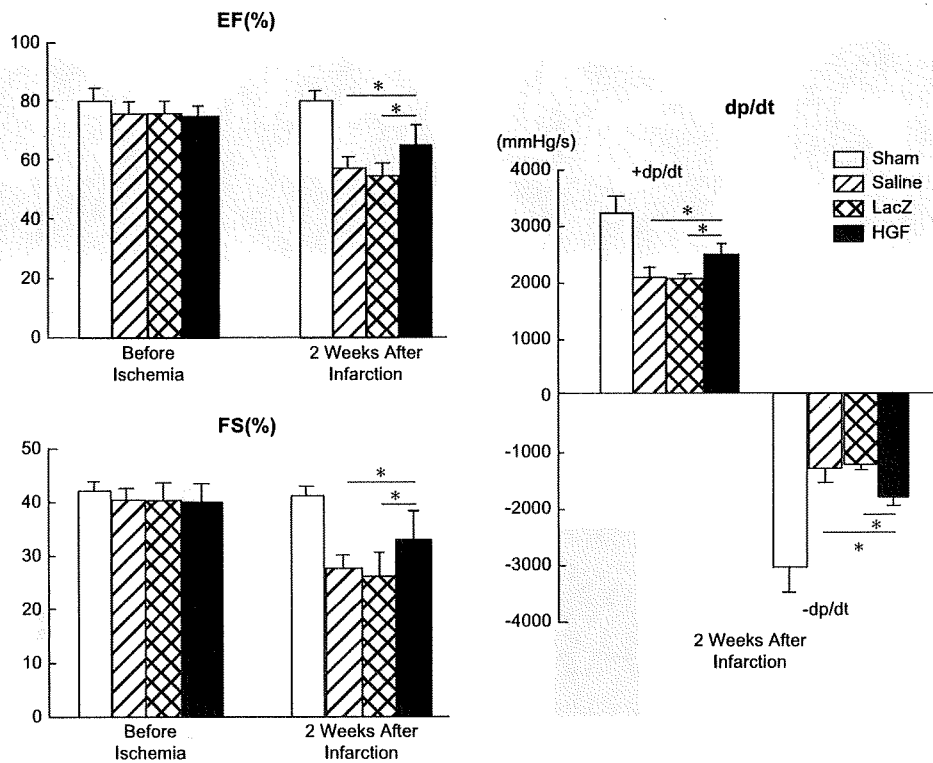 EF(%)
100
80
60
40
20
0
*
*
Before
Ischemia
2 Weeks After
Infarction
FS(%)
50
40
30
20
10
0
*
*
Before
Ischemia
2 Weeks After
Infarction
dp/dt
(mmHg/s)
4000
3000
2000
1000
0
-1000
-2000
-3000
-4000
+dp/dt
*
*
*
*
-dp/dt
2 Weeks After
Infarction
Sham
Saline
LacZ
HGF